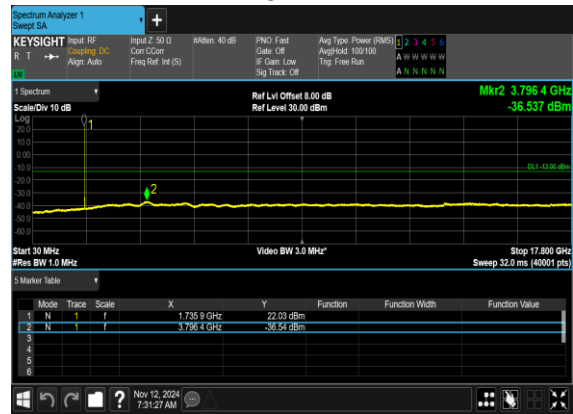 Spectrum Analyzer 1
Swept SA
+
KEYSIGHT Input: RF Input Z: 50 Ω #Atten: 40 dB PNO: Fast Avg Type: Power (RMS) 1 2 3 4 5 6
R T Coupling: DC Corr CCorr Gate: Off Avg|Hold: 100/100 A W W W W W
Align: Auto Freq Ref: Int (S) IF Gain: Low Trig: Free Run
LW Sig Track: Off A N N N N N
1 Spectrum Ref Lvl Offset 8.00 dB Mkr2 3.796 4 GHz
Scale/Div 10 dB Ref Level 30.00 dBm -36.537 dBm
Log
1
20.0
10.0
0.00
-10.0
DL1 -13.00 dBm
-20.0
-30.0
2
-40.0
-50.0
-60.0
Start 30 MHz Video BW 3.0 MHz* Stop 17.800 GHz
#Res BW 1.0 MHz Sweep 32.0 ms (40001 pts)
5 Marker Table
Mode Trace Scale X Y Function Function Width Function Value
1 N 1 f 1.735 9 GHz 22.03 dBm
2 N 1 f 3.796 4 GHz -36.54 dBm
3
4
5
6
? Nov 12, 2024
7:31:27 AM